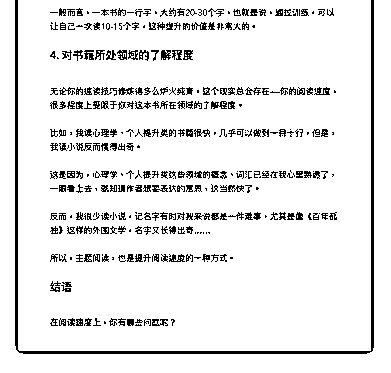 一般而言，一本书的一行字，大约有20-30个字，也就是说，通过训练，可以
让自己一次读10-15个字，这种提升的价值是非常大的。
4. 对书籍所处领域的了解程度
无论你的速读技巧修炼得多么炉火纯青，这个现实总会存在——你的阅读速度，
很多程度上要限于你对这本书所在领域的了解程度。
比如，我读心理学、个人提升类的书籍很快，几乎可以做到一目十行，但是，
我读小说反而慢得出奇。
这是因为，心理学、个人提升类这些领域的概念、词汇已经在我心里熟透了，
一眼看上去，就知道作者想要表达的意思，这当然快了。
反而，我很少读小说，记名字有时对我来说都是一件难事，尤其是像《百年孤
独》这样的外国文学，名字又长得出奇……
所以，主题阅读，也是提升阅读速度的一种方式。
结语
在阅读速度上，你有哪些问题呢？